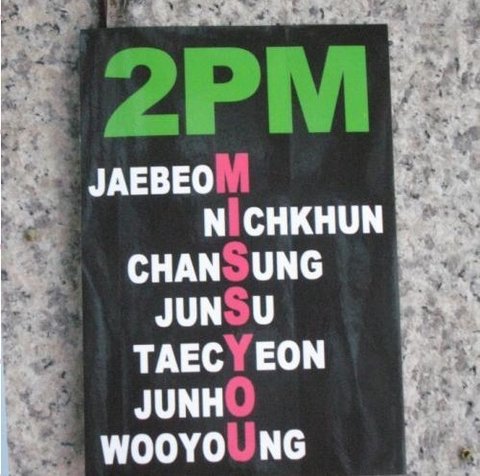 2PM
JAEBEOM
NICHKHUN
CHANSUNG
JUNSU
TAECYEON
JUNHO
WOOYOUNG